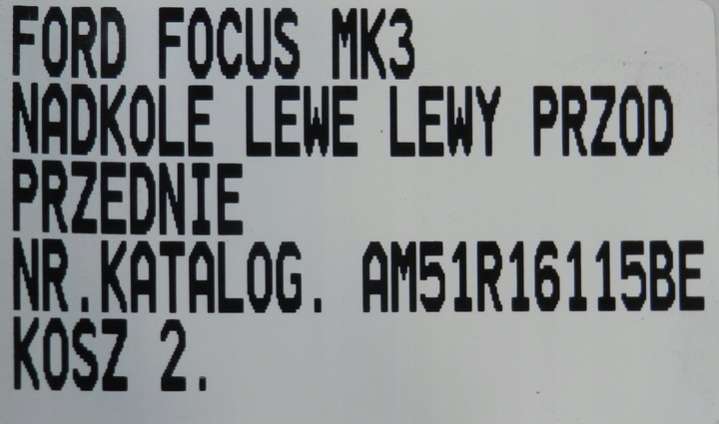 FORD FOCUS MK3
NADKOLE LEWE LEWY PRZOD
PRZEDNIE
NR.KATALOG. AM51R16115BE
KOSZ 2.